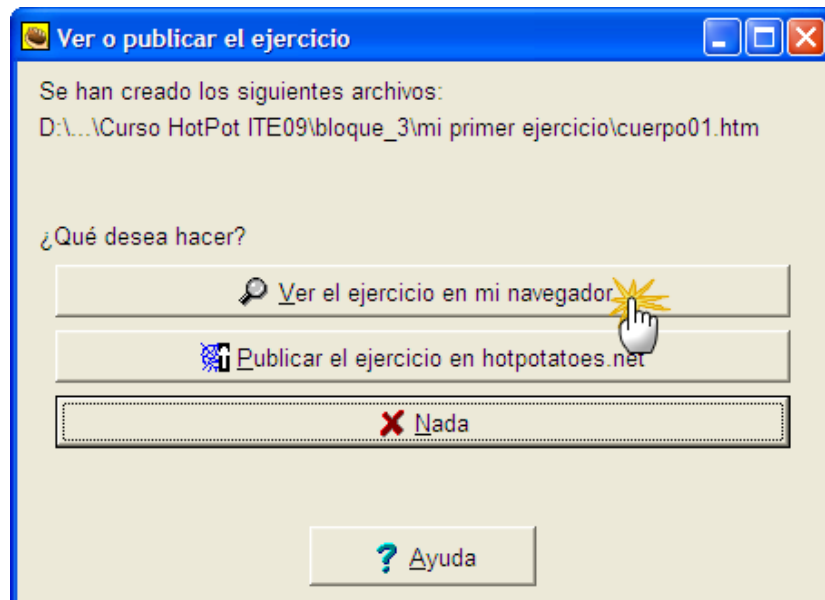 Ver o publicar el ejercicio
Se han creado los siguientes archivos:
D:\...\Curso HotPot ITE09\bloque_3\mi primer ejercicio\cuerpo01.htm
¿Qué desea hacer?
Ver el ejercicio en mi navegador
Publicar el ejercicio en hotpotatoes.net
Nada
Ayuda